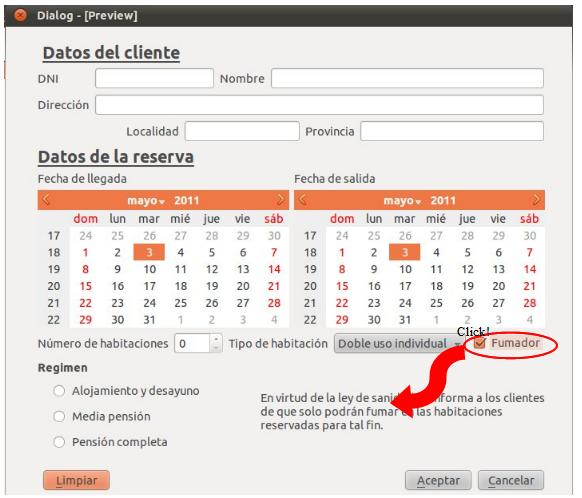 Dialog - [Preview]
Datos del cliente
DNI Nombre
Dirección
Localidad Provincia
Datos de la reserva
Fecha de llegada Fecha de salida
mayo 2011 mayo 2011
dom lun mar mié jue vie sáb dom lun mar mié jue vie sáb
17 24 25 26 27 28 29 30 17 24 25 26 27 28 29 30
18 1 2 3 4 5 6 7 18 1 2 3 4 5 6 7
19 8 9 10 11 12 13 14 19 8 9 10 11 12 13 14
20 15 16 17 18 19 20 21 20 15 16 17 18 19 20 21
21 22 23 24 25 26 27 28 21 22 23 24 25 26 27 28
22 29 30 31 1 2 3 4 22 29 30 31 1 2 3 4
Click!
Número de habitaciones 0 Tipo de habitación Doble uso individual Fumador
Regimen
Alojamiento y desayuno
Media pensión
Pensión completa
En virtud de la ley de a los clientes
de que solo podrán fumar las habitaciones
reservadas para tal fin.
Limpiar Aceptar Cancelar